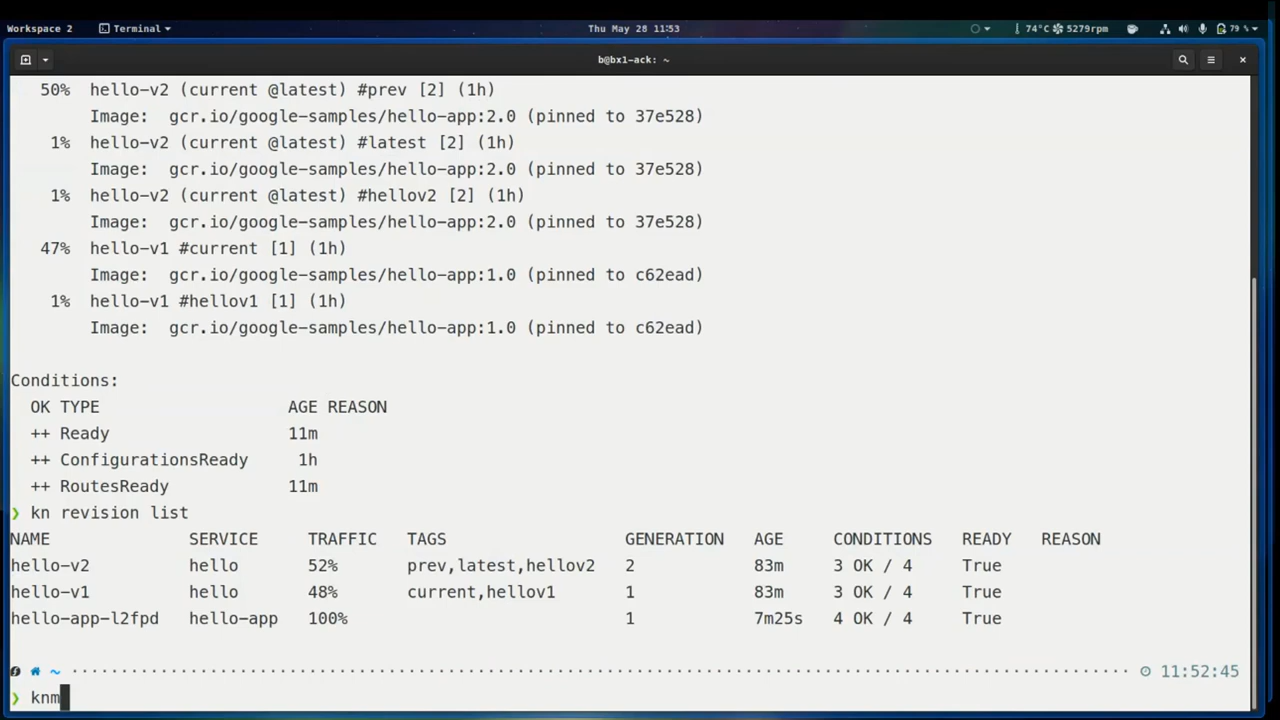 Workspace 2 Terminal Thu May 28 11:53 74°C 5279rpm 79 %
b@bx1-ack: ~
50% hello-v2 (current @latest) #prev [2] (1h)
Image: gcr.io/google-samples/hello-app:2.0 (pinned to 37e528)
1% hello-v2 (current @latest) #latest [2] (1h)
Image: gcr.io/google-samples/hello-app:2.0 (pinned to 37e528)
1% hello-v2 (current @latest) #hellov2 [2] (1h)
Image: gcr.io/google-samples/hello-app:2.0 (pinned to 37e528)
47% hello-v1 #current [1] (1h)
Image: gcr.io/google-samples/hello-app:1.0 (pinned to c62ead)
1% hello-v1 #hellov1 [1] (1h)
Image: gcr.io/google-samples/hello-app:1.0 (pinned to c62ead)
Conditions:
OK TYPE AGE REASON
++ Ready 11m
++ ConfigurationsReady 1h
++ RoutesReady 11m
❯ kn revision list
NAME SERVICE TRAFFIC TAGS GENERATION AGE CONDITIONS READY REASON
hello-v2 hello 52% prev,latest,hellov2 2 83m 3 OK / 4 True
hello-v1 hello 48% current,hellov1 1 83m 3 OK / 4 True
hello-app-l2fpd hello-app 100% 1 7m25s 4 OK / 4 True
~ 11:52:45
❯ knm